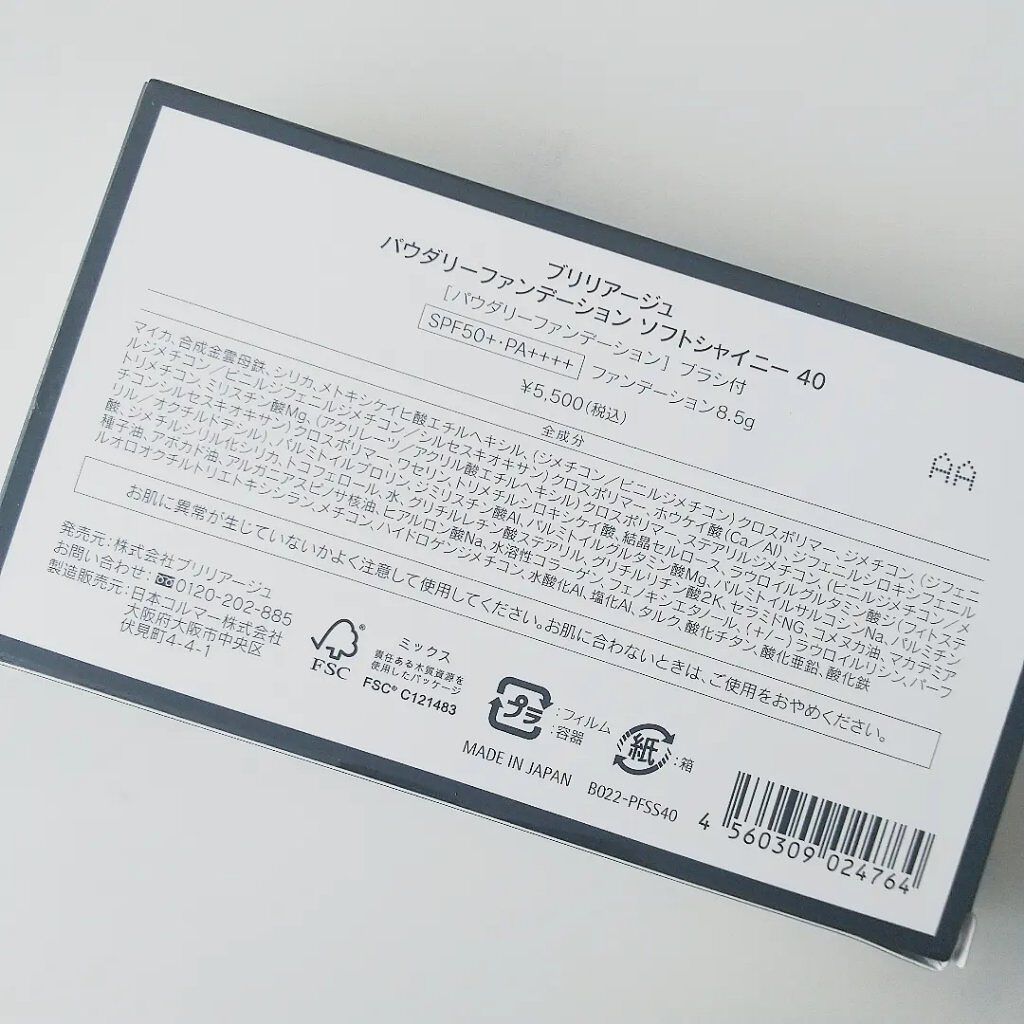 ブリリアージュ
パウダリーファンデーション ソフトシャイニー 40
[パウダリーファンデーション] ブラシ付
SPF50+・PA++++ ファンデーション8.5g
¥5,500(税込)
全成分
マイカ、合成金雲母鉄、シリカ、メトキシケイヒ酸エチルヘキシル、(ジメチコン/ビニルジメチコン)クロスポリマー、ジメチコン、(ジフェニ
ルジメチコン/ビニルジフェニルジメチコン/シルセスキオキサン)クロスポリマー、ホウケイ酸(Ca/Al)、ジフェニルシロキシフェニル
トリメチコン、ミリスチン酸Mg、(アクリレーツ/アクリル酸エチルヘキシル)クロスポリマー、ステアリルジメチコン、(ビニルジメチコン/メ
チコンシルセスキオキサン)クロスポリマー、ワセリン、トリメチルシロキシケイ酸、結晶セルロース、ラウロイルグルタミン酸ジ(フィトステ
リル/オクチルドデシル)、パルミトイルプロリン、ジミリスチン酸Al、パルミトイルグルタミン酸Mg、パルミトイルサルコシンNa、パルミチン
酸、ジメチルシリル化シリカ、トコフェロール、水、グリチルレチン酸ステアリル、グリチルリチン酸2K、セラミドNG、コメヌカ油、マカデミア
種子油、アボカド油、アルガニアスピノサ核油、ヒアルロン酸Na、水溶性コラーゲン、フェノキシエタノール、(+/-)ラウロイルリシン、パーフ
ルオロオクチルトリエトキシシラン、メチコン、ハイドロゲンジメチコン、水酸化Al、塩化Al、タルク、酸化チタン、酸化亜鉛、酸化鉄
お肌に異常が生じていないかよく注意して使用してください。お肌に合わないときは、ご使用をおやめください。
発売元:株式会社ブリリアージュ
お問い合わせ:0120-202-885
製造販売元:日本コルマー株式会社
大阪府大阪市中央区
伏見町4-4-1
FSC®
ミックス
責任ある木質資源を
使用したパッケージ
FSC® C121483
プラ :フィルム
:容器
紙 :箱
MADE IN JAPAN B022-PFSS40
4 560309 024764
AA